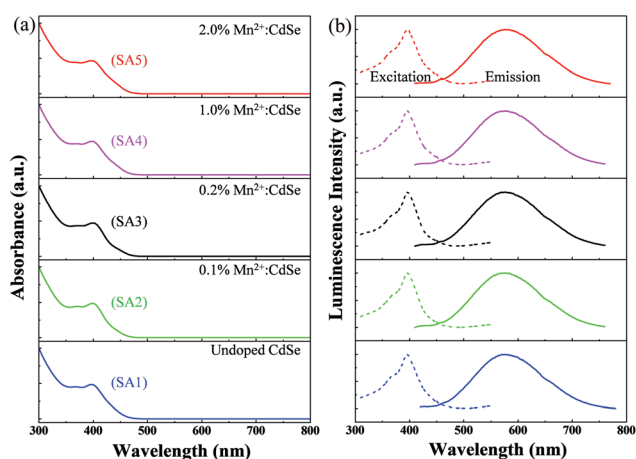 (a)
2.0% Mn²⁺:CdSe
(SA5)
1.0% Mn²⁺:CdSe
(SA4)
0.2% Mn²⁺:CdSe
(SA3)
0.1% Mn²⁺:CdSe
(SA2)
Undoped CdSe
(SA1)
Absorbance (a.u.)
300 400 500 600 700 800
Wavelength (nm)
(b)
Excitation Emission
Luminescence Intensity (a.u.)
300 400 500 600 700 800
Wavelength (nm)